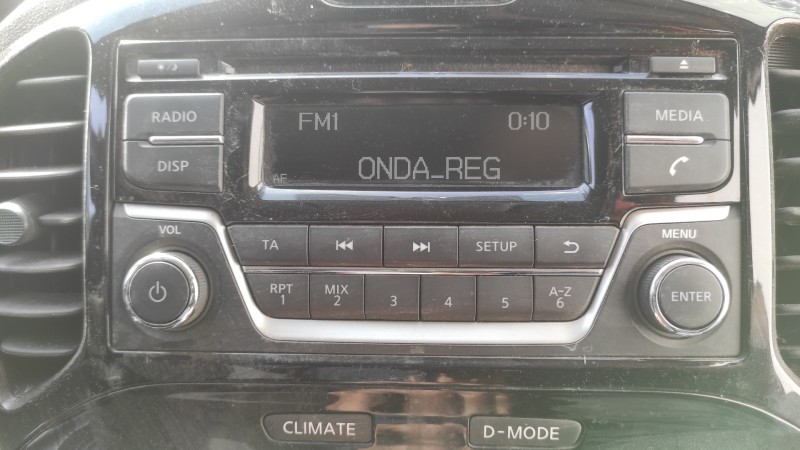 RADIO
DISP
FM1 0:10
ONDA_REG
AF
MEDIA
VOL
TA
SETUP
MENU
RPT 1
MIX 2
3
4
5
A-Z 6
ENTER
CLIMATE
D-MODE